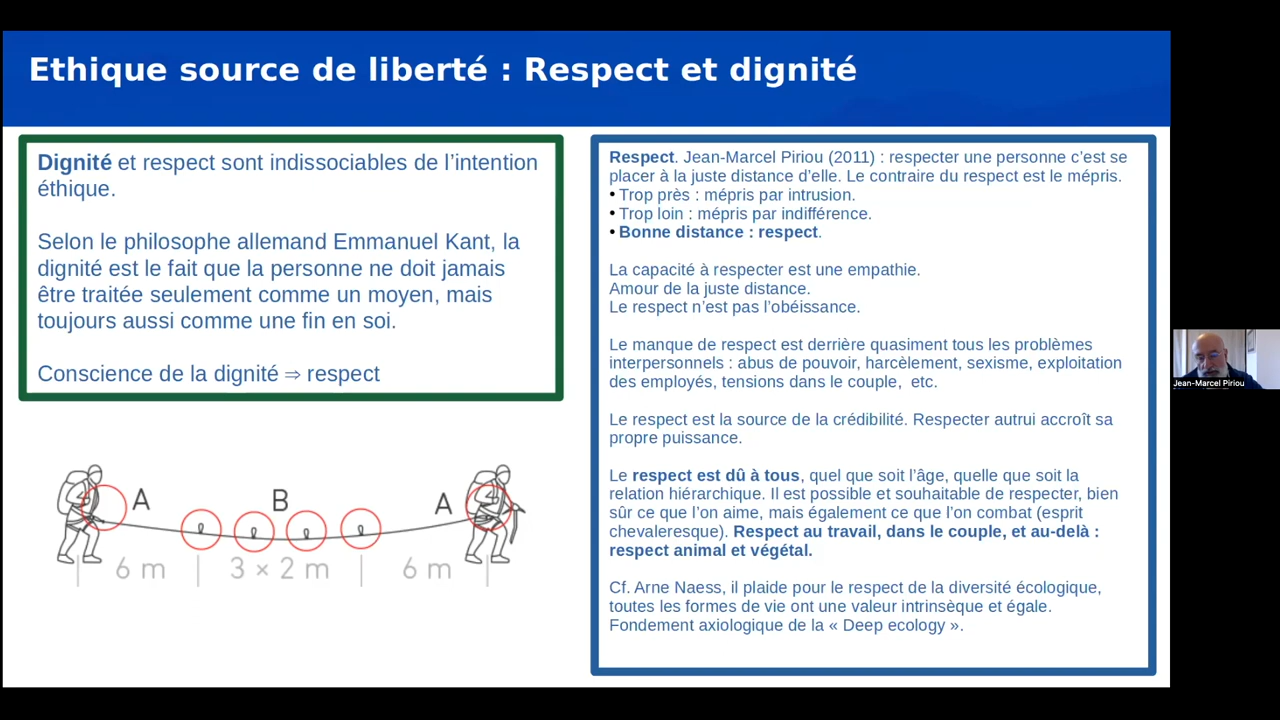 Ethique source de liberté : Respect et dignité
Dignité et respect sont indissociables de l’intention
éthique.
Selon le philosophe allemand Emmanuel Kant, la
dignité est le fait que la personne ne doit jamais
être traitée seulement comme un moyen, mais
toujours aussi comme une fin en soi.
Conscience de la dignité ⇒ respect
A
B
A
6 m
3 × 2 m
6 m
Respect. Jean-Marcel Piriou (2011) : respecter une personne c’est se
placer à la juste distance d’elle. Le contraire du respect est le mépris.
• Trop près : mépris par intrusion.
• Trop loin : mépris par indifférence.
• Bonne distance : respect.
La capacité à respecter est une empathie.
Amour de la juste distance.
Le respect n’est pas l’obéissance.
Le manque de respect est derrière quasiment tous les problèmes
interpersonnels : abus de pouvoir, harcèlement, sexisme, exploitation
des employés, tensions dans le couple, etc.
Le respect est la source de la crédibilité. Respecter autrui accroît sa
propre puissance.
Le respect est dû à tous, quel que soit l’âge, quelle que soit la
relation hiérarchique. Il est possible et souhaitable de respecter, bien
sûr ce que l’on aime, mais également ce que l’on combat (esprit
chevaleresque). Respect au travail, dans le couple, et au-delà :
respect animal et végétal.
Cf. Arne Naess, il plaide pour le respect de la diversité écologique,
toutes les formes de vie ont une valeur intrinsèque et égale.
Fondement axiologique de la « Deep ecology ».
Jean-Marcel Piriou